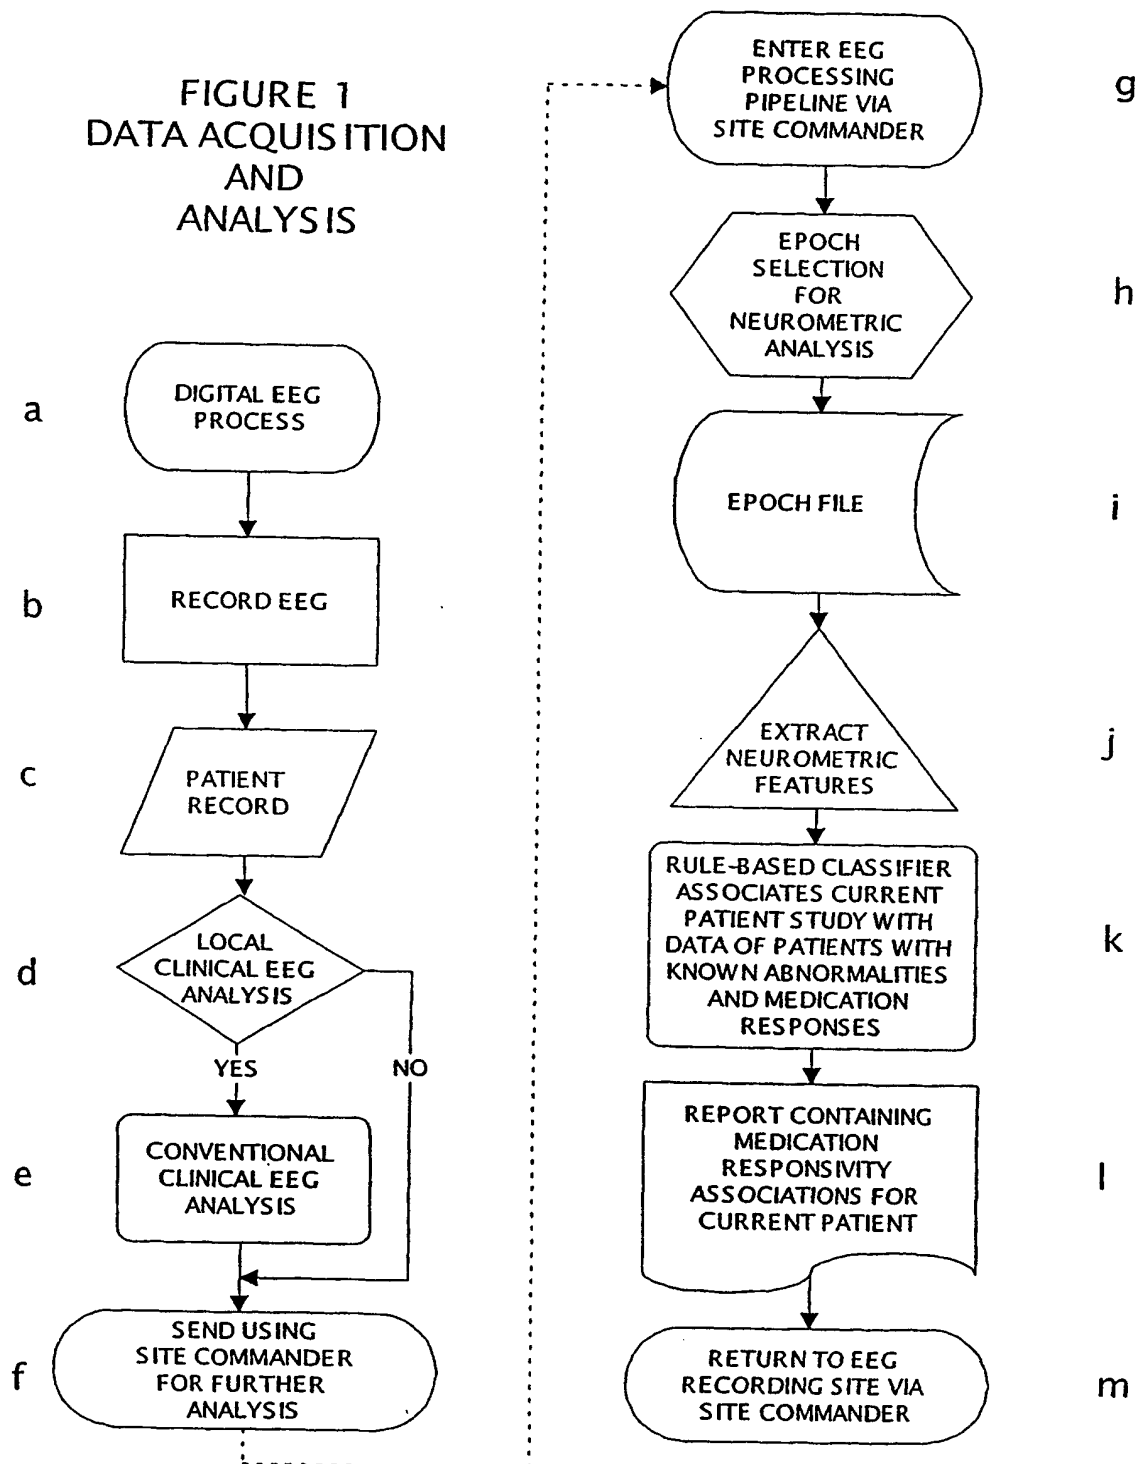 FIGURE 1
DATA ACQUISITION
AND
ANALYSIS
a
DIGITAL EEG
PROCESS
b
RECORD EEG
c
PATIENT
RECORD
d
LOCAL
CLINICAL EEG
ANALYSIS
YES
NO
e
CONVENTIONAL
CLINICAL EEG
ANALYSIS
f
SEND USING
SITE COMMANDER
FOR FURTHER
ANALYSIS
ENTER EEG
PROCESSING
PIPELINE VIA
SITE COMMANDER
g
EPOCH
SELECTION
FOR
NEUROMETRIC
ANALYSIS
h
EPOCH FILE
i
EXTRACT
NEUROMETRIC
FEATURES
j
RULE-BASED CLASSIFIER
ASSOCIATES CURRENT
PATIENT STUDY WITH
DATA OF PATIENTS WITH
KNOWN ABNORMALITIES
AND MEDICATION
RESPONSES
k
REPORT CONTAINING
MEDICATION
RESPONSIVITY
ASSOCIATIONS FOR
CURRENT PATIENT
l
RETURN TO EEG
RECORDING SITE VIA
SITE COMMANDER
m